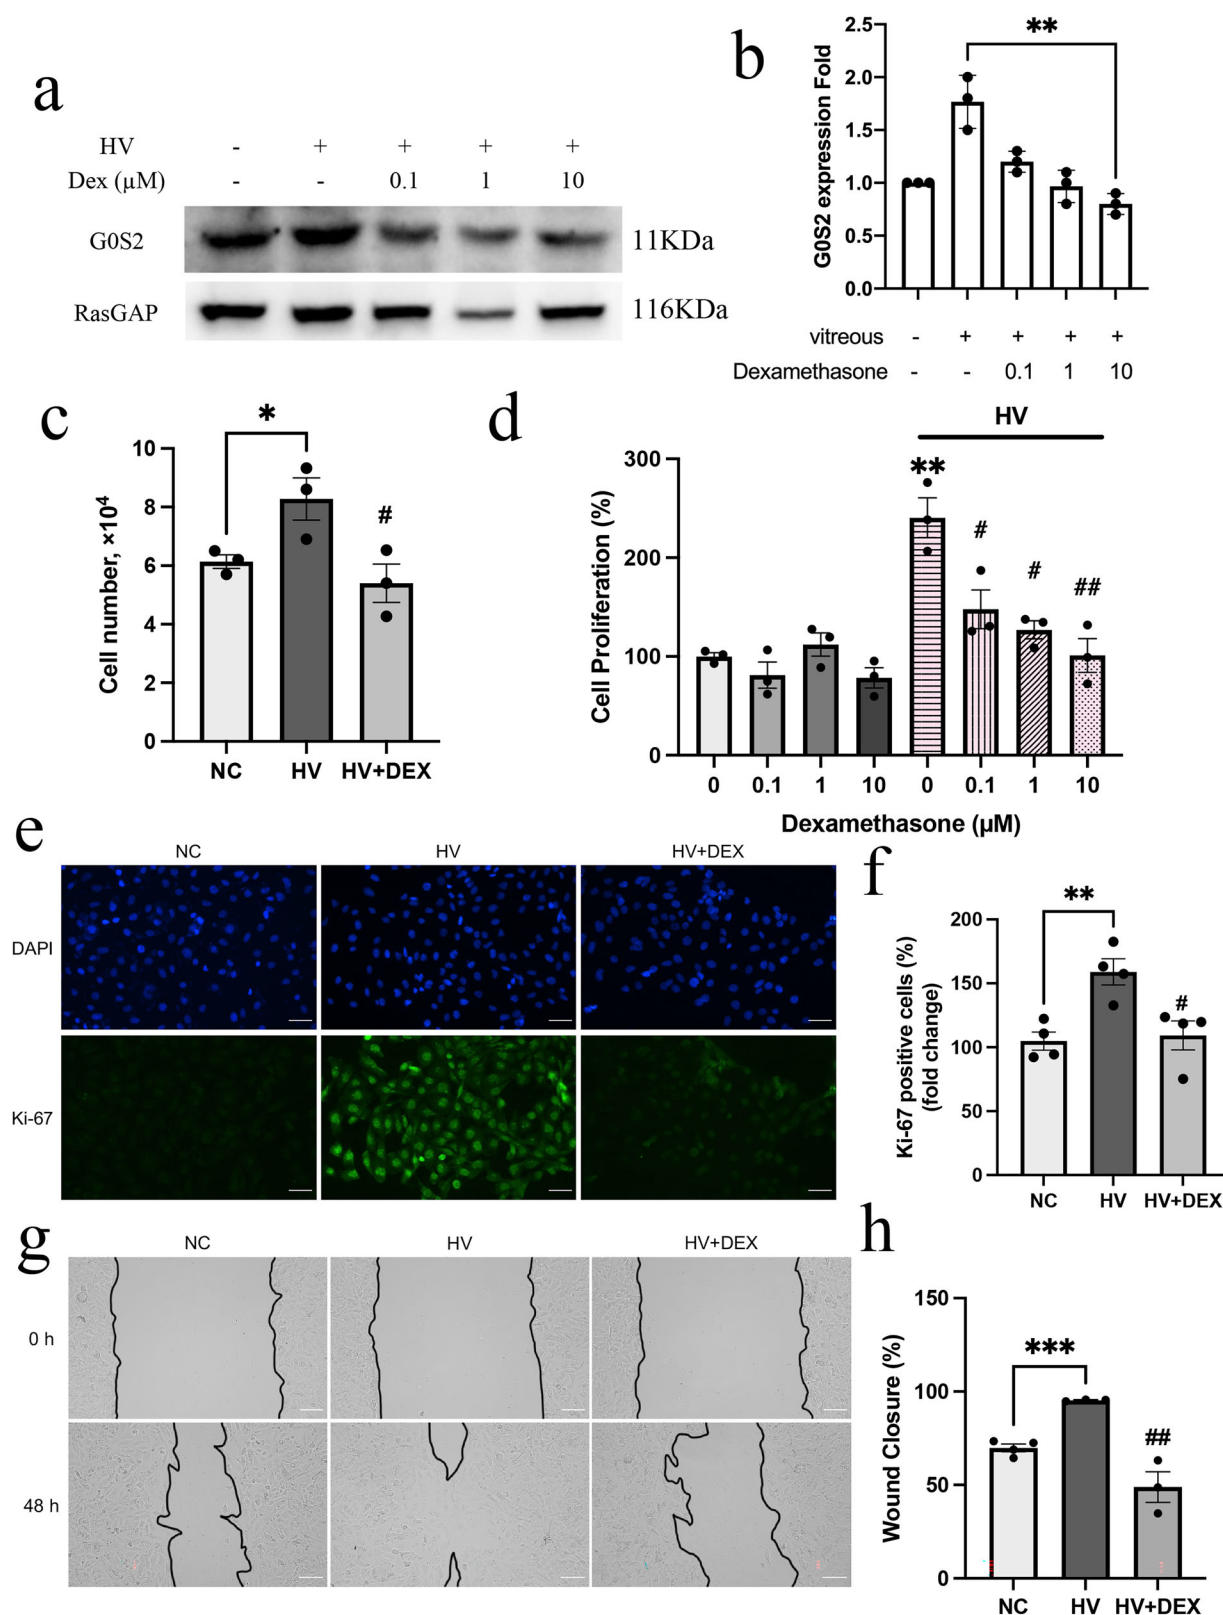 a
HV - + + + +
Dex (µM) - - 0.1 1 10
G0S2 11KDa
RasGAP 116KDa
b
**
G0S2 expression Fold
2.5
2.0
1.5
1.0
0.5
0.0
vitreous - + + + +
Dexamethasone - - 0.1 1 10
c
*
#
Cell number, ×10⁴
10
8
6
4
2
0
NC HV HV+DEX
d
HV
**
#
#
##
Cell Proliferation (%)
300
200
100
0
0 0.1 1 10 0 0.1 1 10
Dexamethasone (µM)
e
NC HV HV+DEX
DAPI
Ki-67
f
**
#
Ki-67 positive cells (%)
(fold change)
200
150
100
50
0
NC HV HV+DEX
g
NC HV HV+DEX
0 h
48 h
h
***
##
Wound Closure (%)
150
100
50
0
NC HV HV+DEX